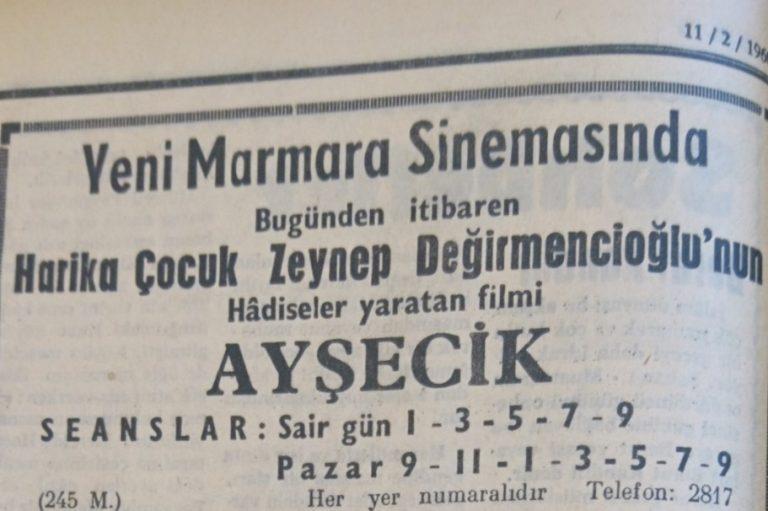 11/2/196
Yeni Marmara Sinemasında
Bugünden itibaren
Harika Çocuk Zeynep Değirmencioğlu'nun
Hâdiseler yaratan filmi
AYŞECİK
SEANSLAR: Sair gün 1 - 3 - 5 - 7 - 9
Pazar 9 - 11 - 1 - 3 - 5 - 7 - 9
(245 M.) Her yer numaralıdır Telefon: 2817